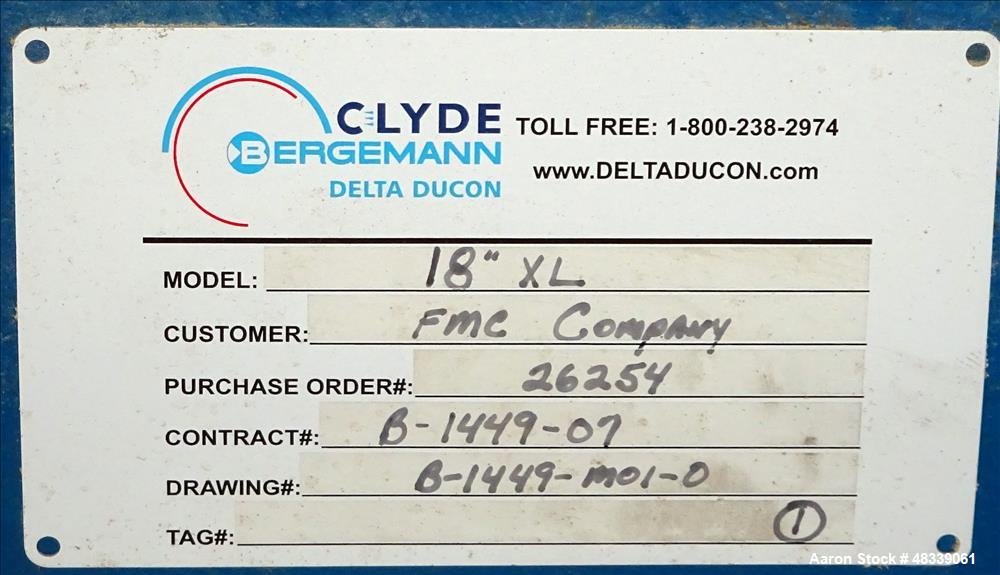 CLYDE
BERGEMANN
DELTA DUCON
TOLL FREE: 1-800-238-2974
www.DELTADUCON.com
MODEL: 18" XL
CUSTOMER: FMC Company
PURCHASE ORDER#: 26254
CONTRACT#: B-1449-07
DRAWING#: B-1449-M01-0
TAG#: 1
Aaron Stock # 48339061